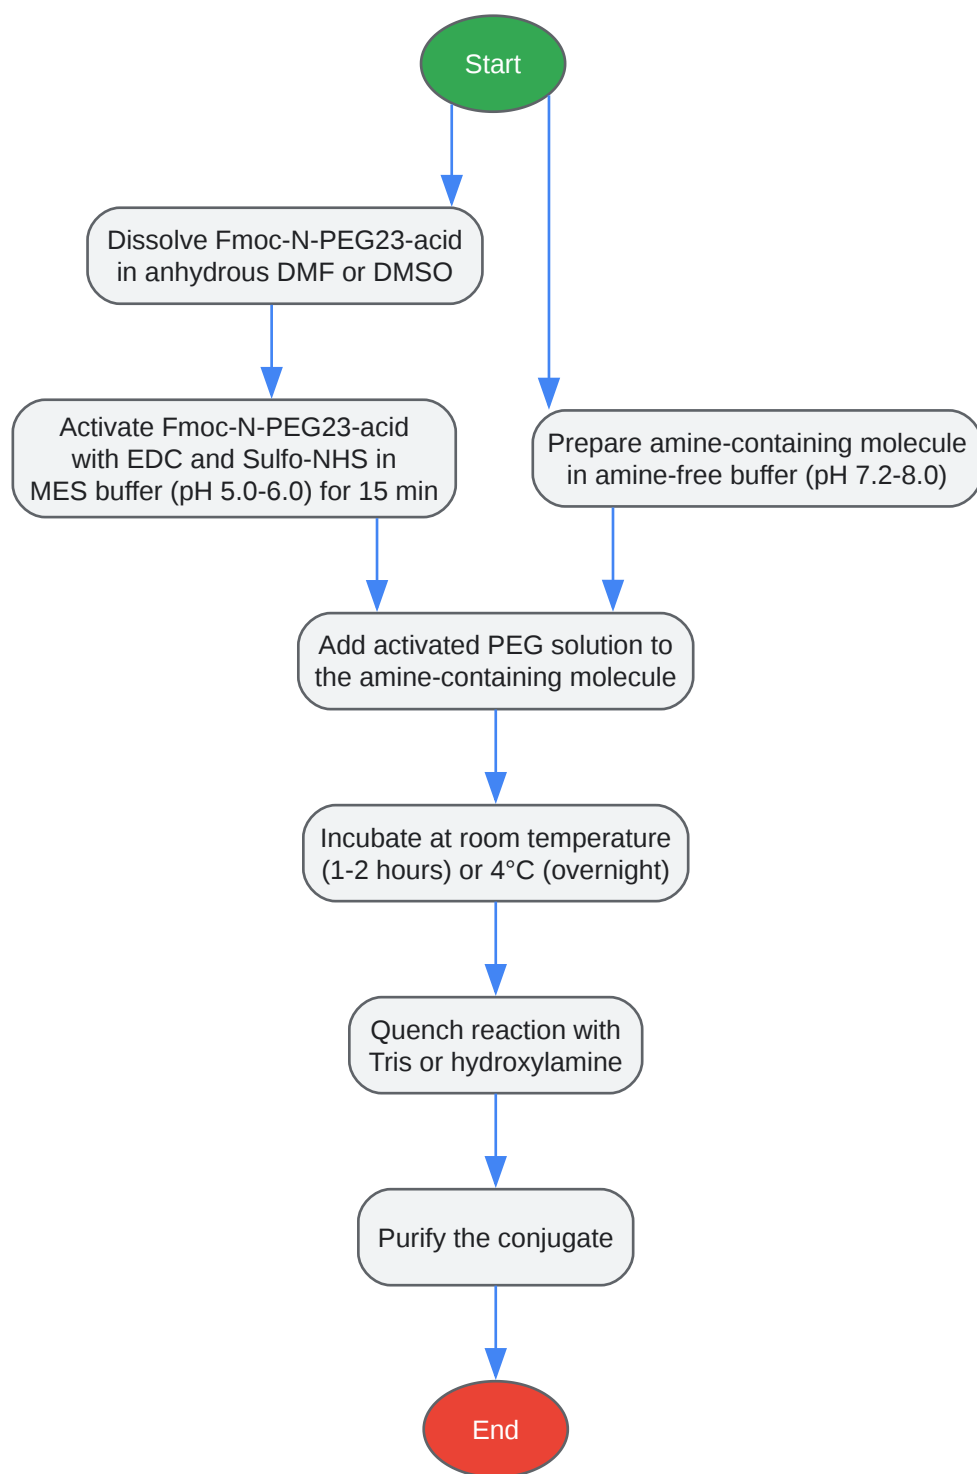 Start
Dissolve Fmoc-N-PEG23-acid
in anhydrous DMF or DMSO
Activate Fmoc-N-PEG23-acid
with EDC and Sulfo-NHS in
MES buffer (pH 5.0-6.0) for 15 min
Prepare amine-containing molecule
in amine-free buffer (pH 7.2-8.0)
Add activated PEG solution to
the amine-containing molecule
Incubate at room temperature
(1-2 hours) or 4°C (overnight)
Quench reaction with
Tris or hydroxylamine
Purify the conjugate
End